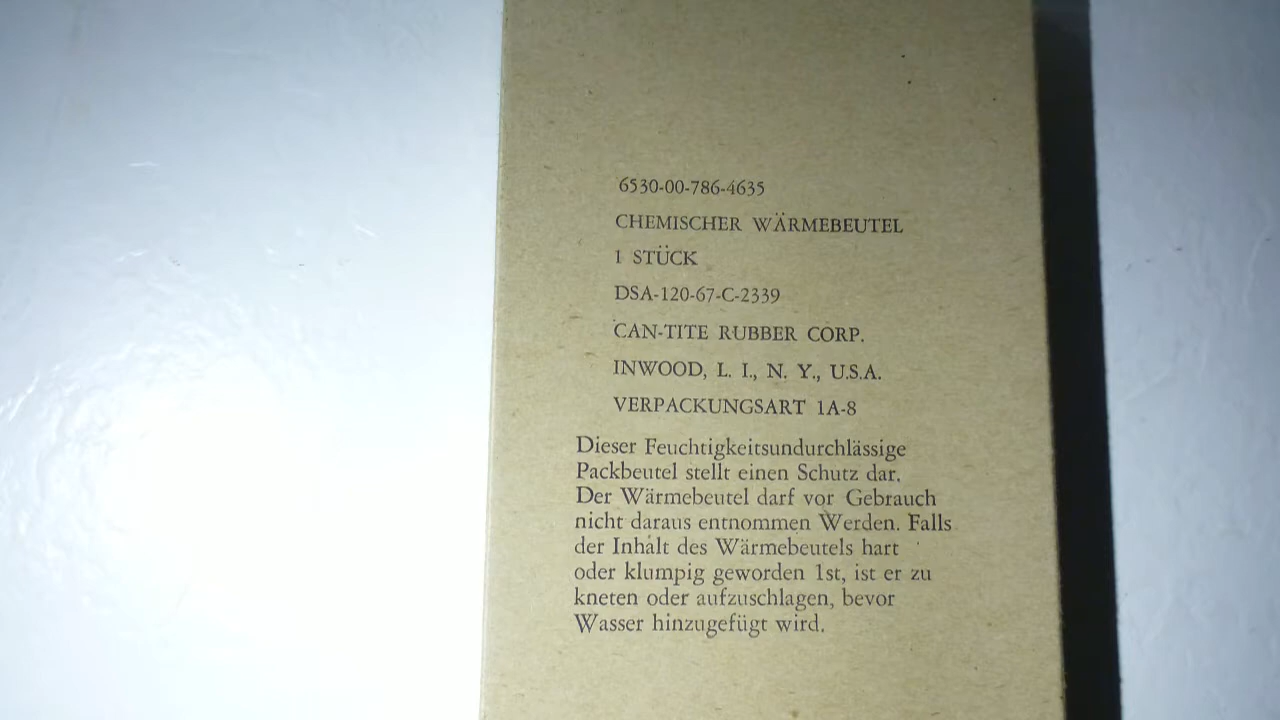 6530-00-786-4635
CHEMISCHER WÄRMEBEUTEL
1 STÜCK
DSA-120-67-C-2339
CAN-TITE RUBBER CORP.
INWOOD, L. I., N. Y., U.S.A.
VERPACKUNGSART 1A-8
Dieser Feuchtigkeitsundurchlässige
Packbeutel stellt einen Schutz dar.
Der Wärmebeutel darf vor Gebrauch
nicht daraus entnommen Werden. Falls
der Inhalt des Wärmebeutels hart
oder klumpig geworden 1st, ist er zu
kneten oder aufzuschlagen, bevor
Wasser hinzugefügt wird.